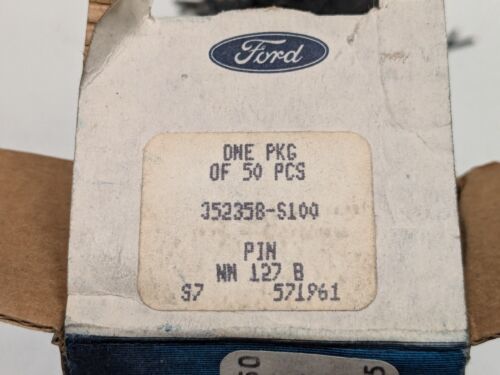 Ford
ONE PKG
OF 50 PCS
352358-S100
PIN
NN 127 B
S7 571961